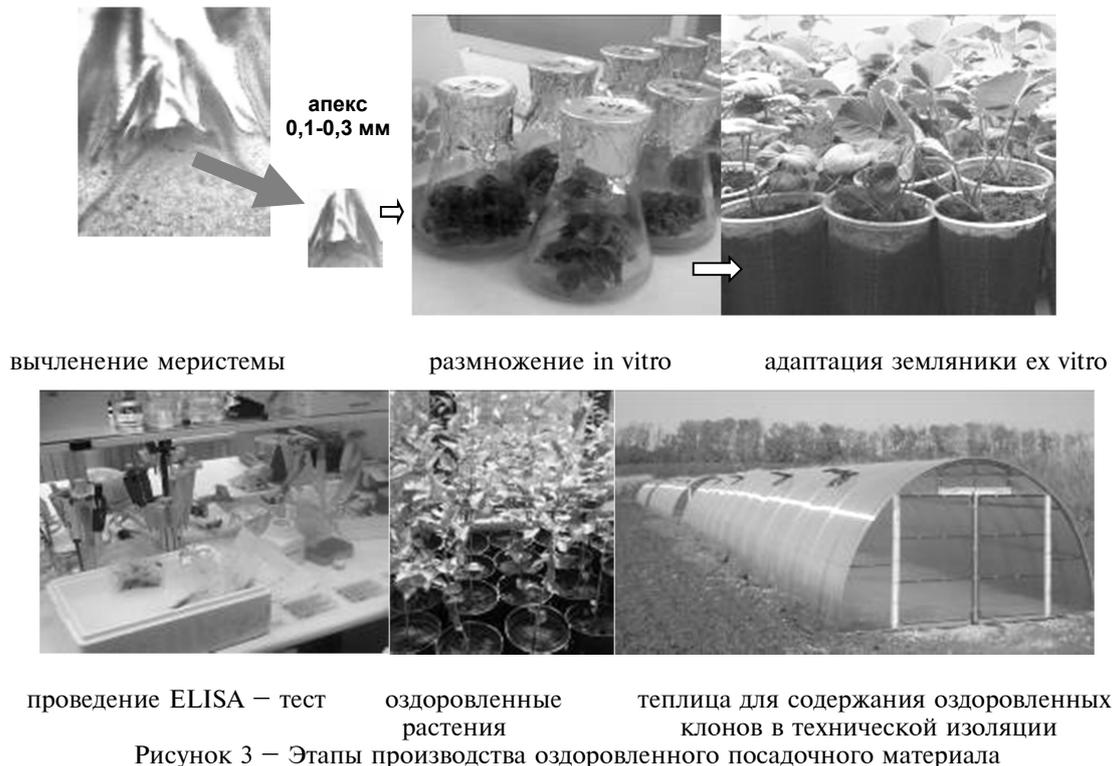 апекс
0,1-0,3 мм
вычленение меристемы
размножение in vitro
адаптация земляники ex vitro
проведение ELISA – тест
оздоровленные
растения
теплица для содержания оздоровленных
клонов в технической изоляции
Рисунок 3 – Этапы производства оздоровленного посадочного материала